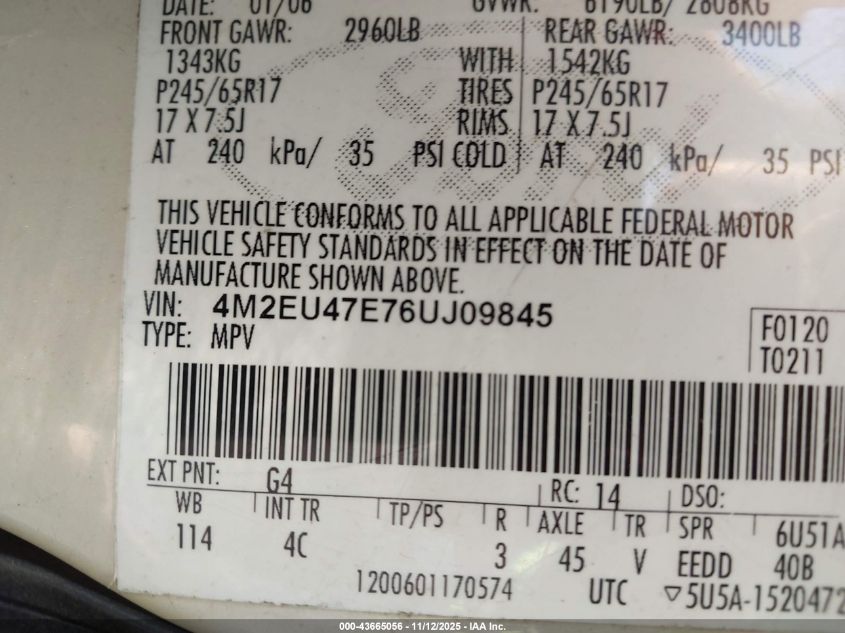 DATE: 01/06 GVWR: 6190LB/ 2808KG
FRONT GAWR: 2960LB REAR GAWR: 3400LB
1343KG WITH 1542KG
P245/65R17 TIRES P245/65R17
17 X 7.5J RIMS 17 X 7.5J
AT 240 kPa/ 35 PSI COLD AT 240 kPa/ 35 PSI
THIS VEHICLE CONFORMS TO ALL APPLICABLE FEDERAL MOTOR
VEHICLE SAFETY STANDARDS IN EFFECT ON THE DATE OF
MANUFACTURE SHOWN ABOVE.
VIN: 4M2EU47E76UJ09845
TYPE: MPV
F0120
T0211
EXT PNT: G4 RC: 14 DSO:
WB INT TR TP/PS R AXLE TR SPR 6U51A
114 4C 3 45 V EEDD 40B
1200601170574 UTC ▽5U5A-1520472
000-43665056 - 11/12/2025 - IAA Inc.